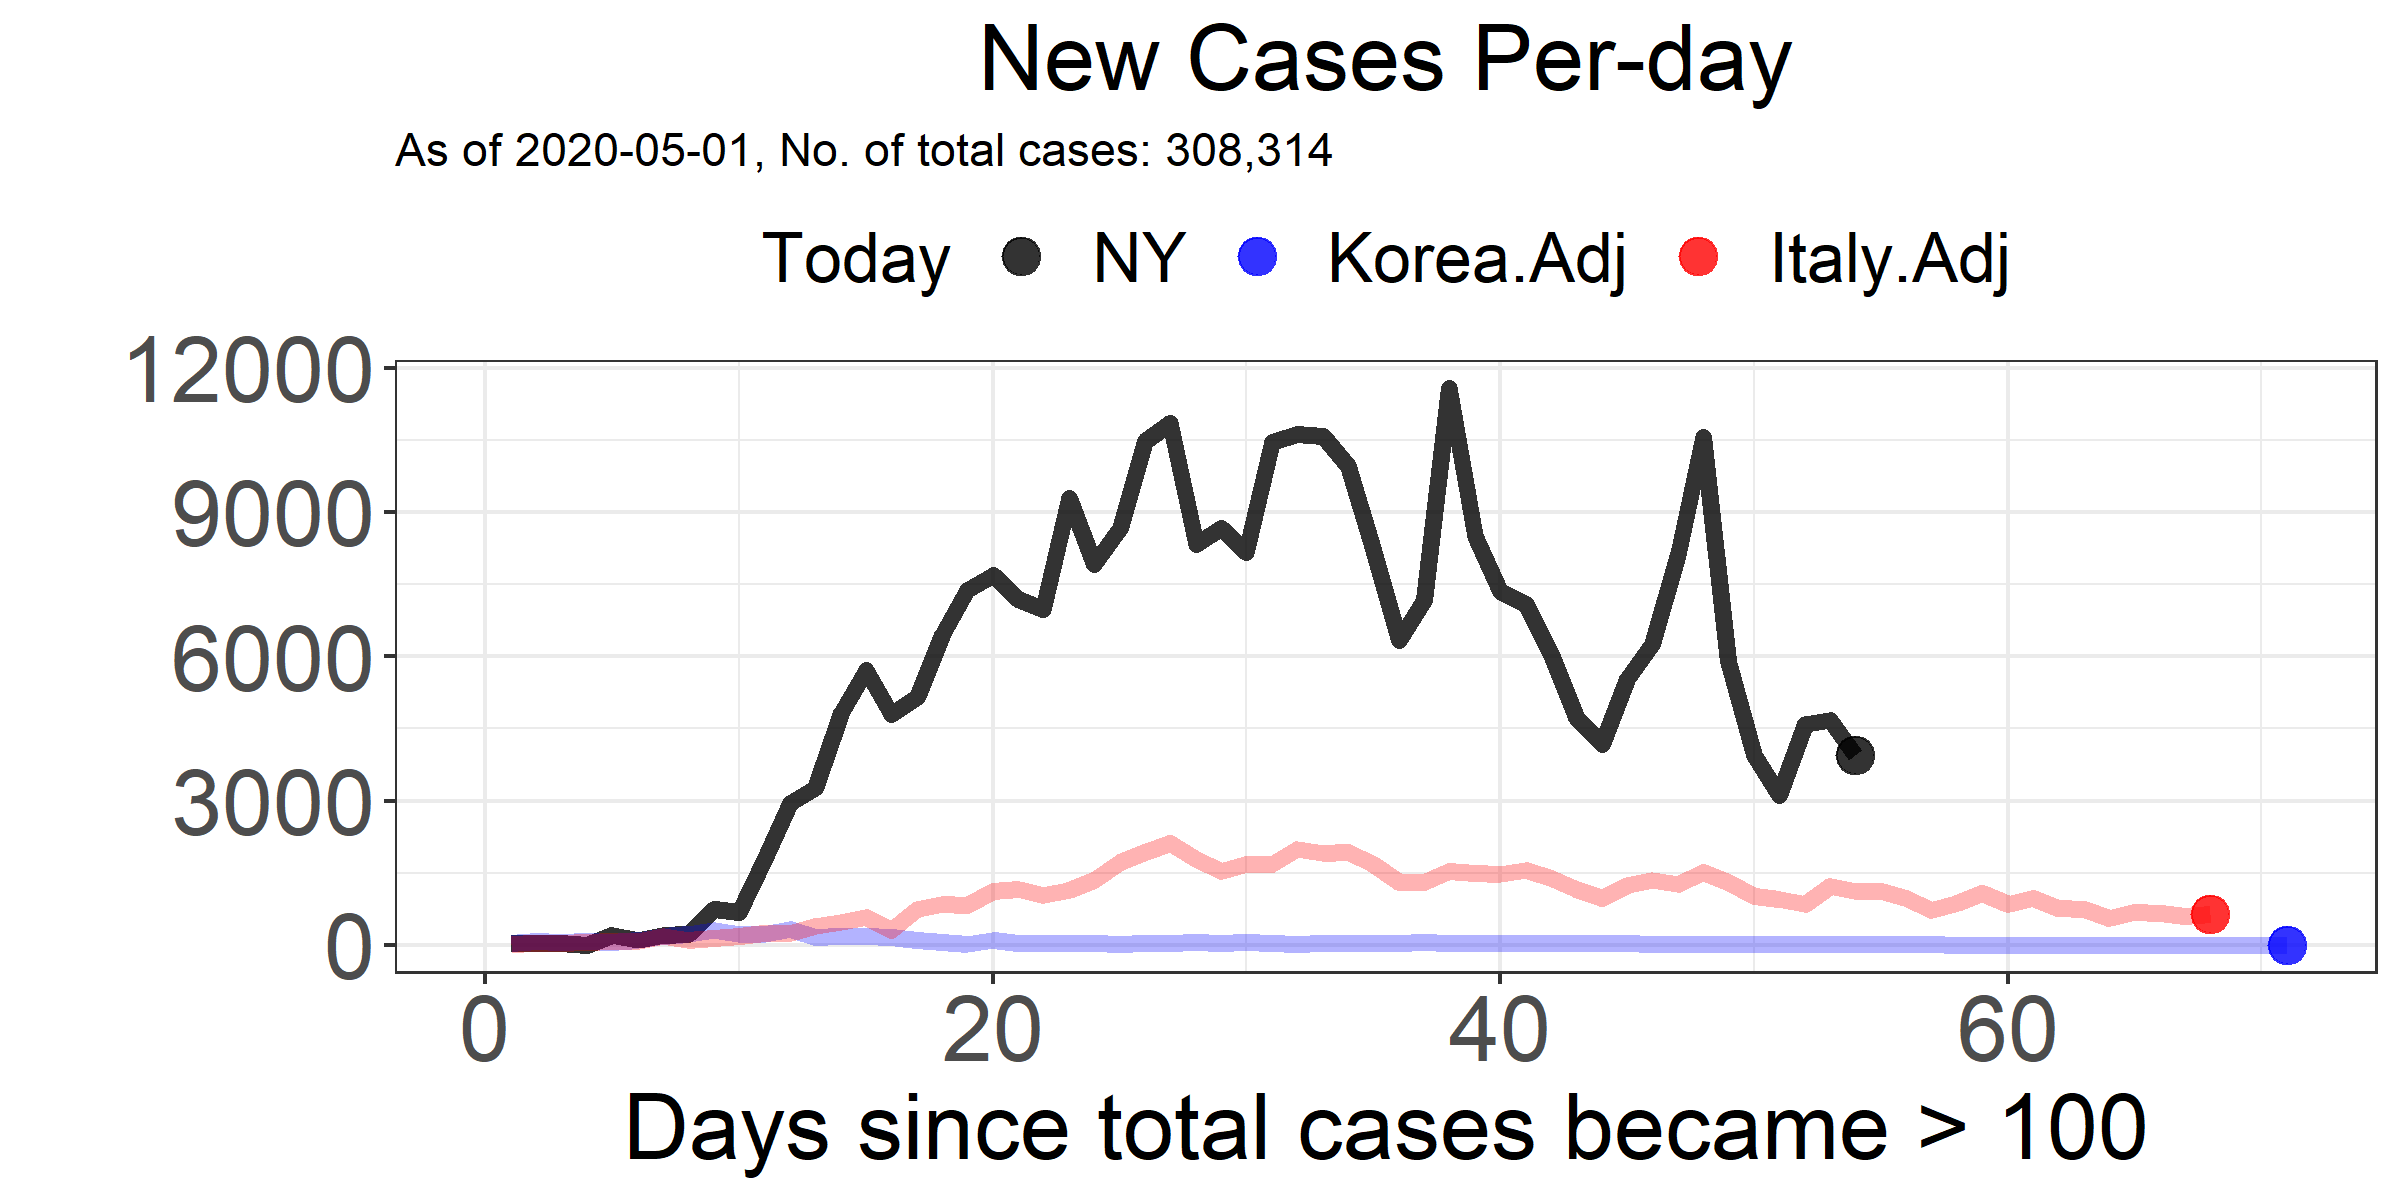 New Cases Per-day
As of 2020-05-01, No. of total cases: 308,314
Today NY Korea.Adj Italy.Adj
12000
9000
6000
3000
0
0 20 40 60
Days since total cases became > 100